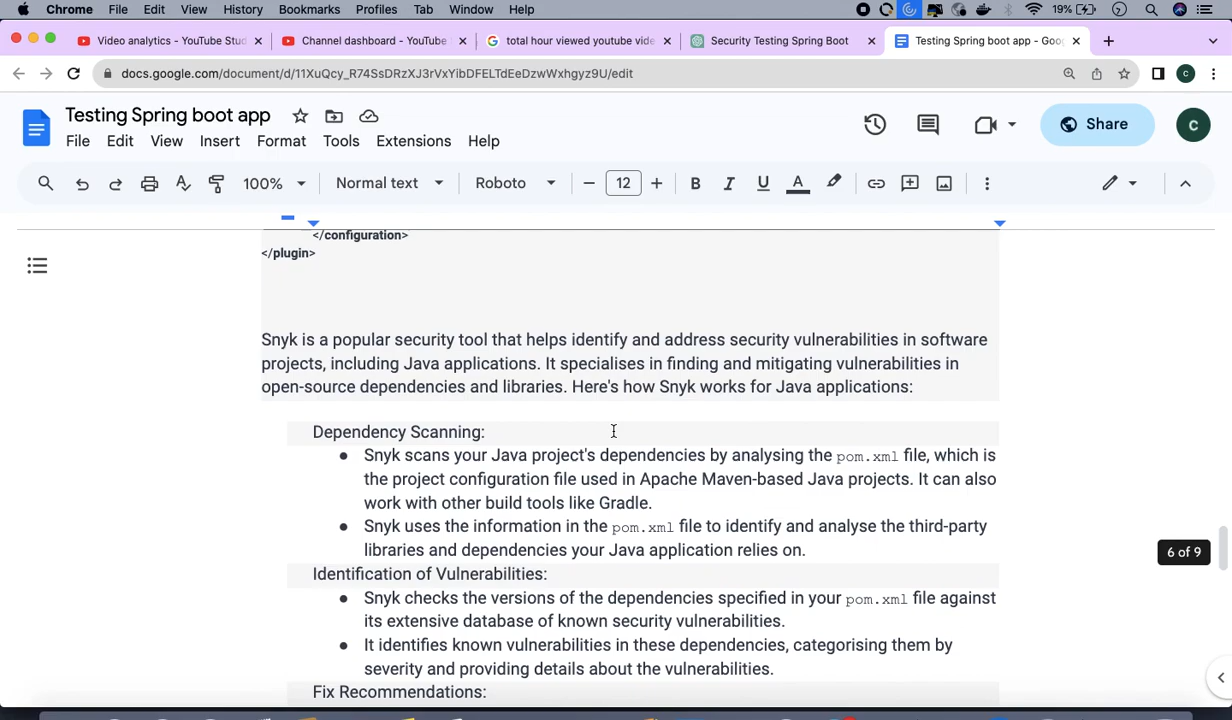 Chrome File Edit View History Bookmarks Profiles Tab Window Help 19%
Video analytics - YouTube Stud Channel dashboard - YouTube total hour viewed youtube vide Security Testing Spring Boot Testing Spring boot app - Goog
docs.google.com/document/d/11XuQcy_R74SsDRzXJ3rVxYibDFELTdEeDzwWxhgyz9U/edit C
Testing Spring boot app
File Edit View Insert Format Tools Extensions Help Share C
100% Normal text Roboto 12 B I U A
</configuration>
</plugin>
Snyk is a popular security tool that helps identify and address security vulnerabilities in software
projects, including Java applications. It specialises in finding and mitigating vulnerabilities in
open-source dependencies and libraries. Here's how Snyk works for Java applications:
Dependency Scanning:
● Snyk scans your Java project's dependencies by analysing the pom.xml file, which is
the project configuration file used in Apache Maven-based Java projects. It can also
work with other build tools like Gradle.
● Snyk uses the information in the pom.xml file to identify and analyse the third-party
libraries and dependencies your Java application relies on.
6 of 9
Identification of Vulnerabilities:
● Snyk checks the versions of the dependencies specified in your pom.xml file against
its extensive database of known security vulnerabilities.
● It identifies known vulnerabilities in these dependencies, categorising them by
severity and providing details about the vulnerabilities.
Fix Recommendations: